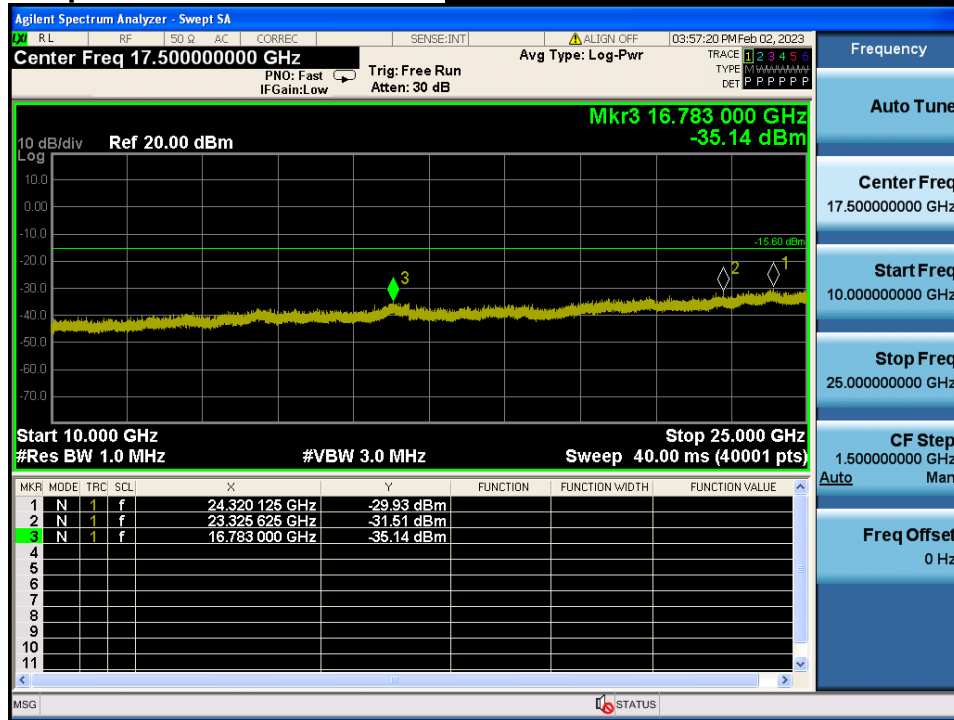 Agilent Spectrum Analyzer - Swept SA
LXI RL RF 50 Ω AC CORREC SENSE:INT ALIGN OFF 03:57:20 PM Feb 02, 2023
Center Freq 17.500000000 GHz
PNO: Fast
IFGain:Low
Trig: Free Run
Atten: 30 dB
Avg Type: Log-Pwr
TRACE 1 2 3 4 5 6
TYPE MWWWWW
DET P P P P P P
Mkr3 16.783 000 GHz
-35.14 dBm
10 dB/div Ref 20.00 dBm
Log
10.0
0.00
-10.0
-15.60 dBm
-20.0
-30.0
-40.0
-50.0
-60.0
-70.0
3
2
1
Start 10.000 GHz Stop 25.000 GHz
#Res BW 1.0 MHz #VBW 3.0 MHz Sweep 40.00 ms (40001 pts)
MKR MODE TRC SCL X Y FUNCTION FUNCTION WIDTH FUNCTION VALUE
1 N 1 f 24.320 125 GHz -29.93 dBm
2 N 1 f 23.325 625 GHz -31.51 dBm
3 N 1 f 16.783 000 GHz -35.14 dBm
4
5
6
7
8
9
10
11
MSG STATUS
Frequency
Auto Tune
Center Freq
17.500000000 GHz
Start Freq
10.000000000 GHz
Stop Freq
25.000000000 GHz
CF Step
1.500000000 GHz
Auto Man
Freq Offset
0 Hz